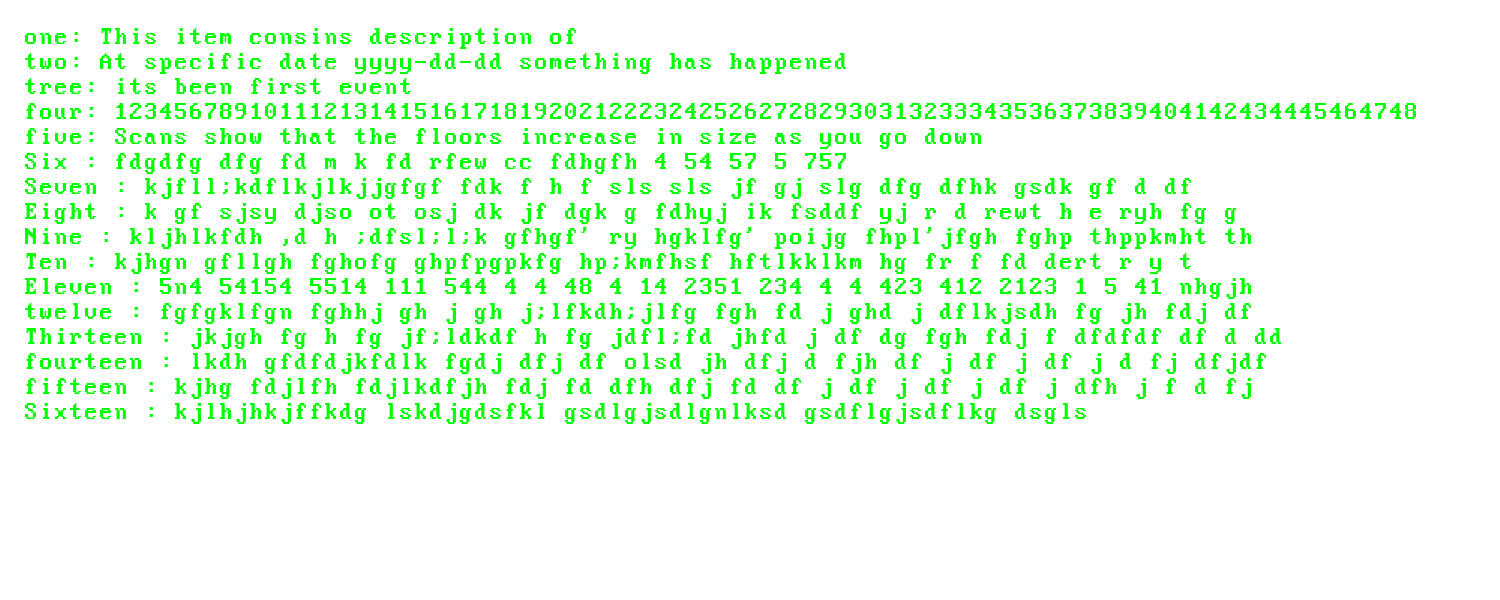 one: This item consins description of
two: At specific date yyyy-dd-dd something has happened
tree: its been first event
four: 123456789101112131415161718192021222324252627282930313233343536373839404142434445464748
five: Scans show that the floors increase in size as you go down
Six : fdgdfg dfg fd m k fd rfew cc fdhgfh 4 54 57 5 757
Seven : kjfll;kdflkjlkjjgfgf fdk f h f sls sls jf gj slg dfg dfhk gsdk gf d df
Eight : k gf sjsy djso ot osj dk jf dgk g fdhyj ik fsddf yj r d rewt h e ryh fg g
Nine : kljhlkfdh ,d h ;dfsl;l;k gfhgf' ry hgklfg' poijg fhpl'jfgh fghp thppkmht th
Ten : kjhgn gfllgh fghofg ghpfpgpkfg hp;kmfhsf hftlkklkm hg fr f fd dert r y t
Eleven : 5n4 54154 5514 111 544 4 4 48 4 14 2351 234 4 4 423 412 2123 1 5 41 nhgjh
twelve : fgfgklfgn fghhj gh j gh j;lfkdh;jlfg fgh fd j ghd j dflkjsdh fg jh fdj df
Thirteen : jkjgh fg h fg jf;ldkdf h fg jdfl;fd jhfd j df dg fgh fdj f dfdfdf df d dd
fourteen : lkdh gfdfdjkfdlk fgdj dfj df olsd jh dfj d fjh df j df j df j d fj dfjdf
fifteen : kjhg fdjlfh fdjlkdfjh fdj fd dfh dfj fd df j df j df j df j dfh j f d fj
Sixteen : kjlhjhkjffkdg lskdjgdsfkl gsdlgjsdlgnlksd gsdflgjsdflkg dsgls